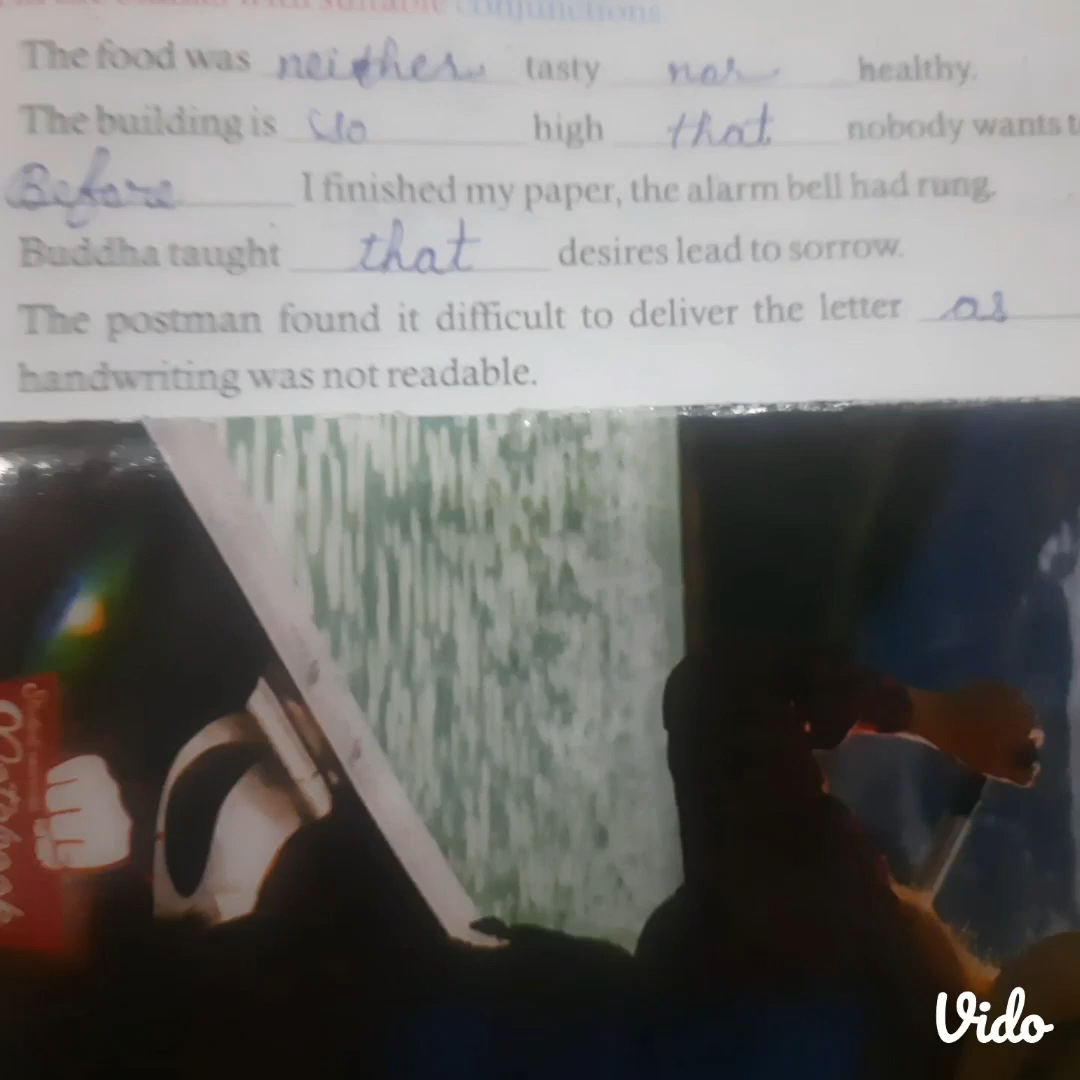 conjunctions
The food was neither tasty nor healthy.
The building is so high that nobody wants
Before I finished my paper, the alarm bell had rung.
Buddha taught that desires lead to sorrow.
The postman found it difficult to deliver the letter as
handwriting was not readable.
Vido